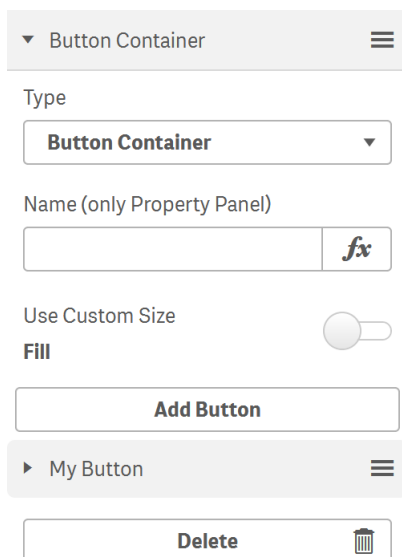 Button Container
Type
Button Container
Name (only Property Panel)
fx
Use Custom Size
Fill
Add Button
My Button
Delete